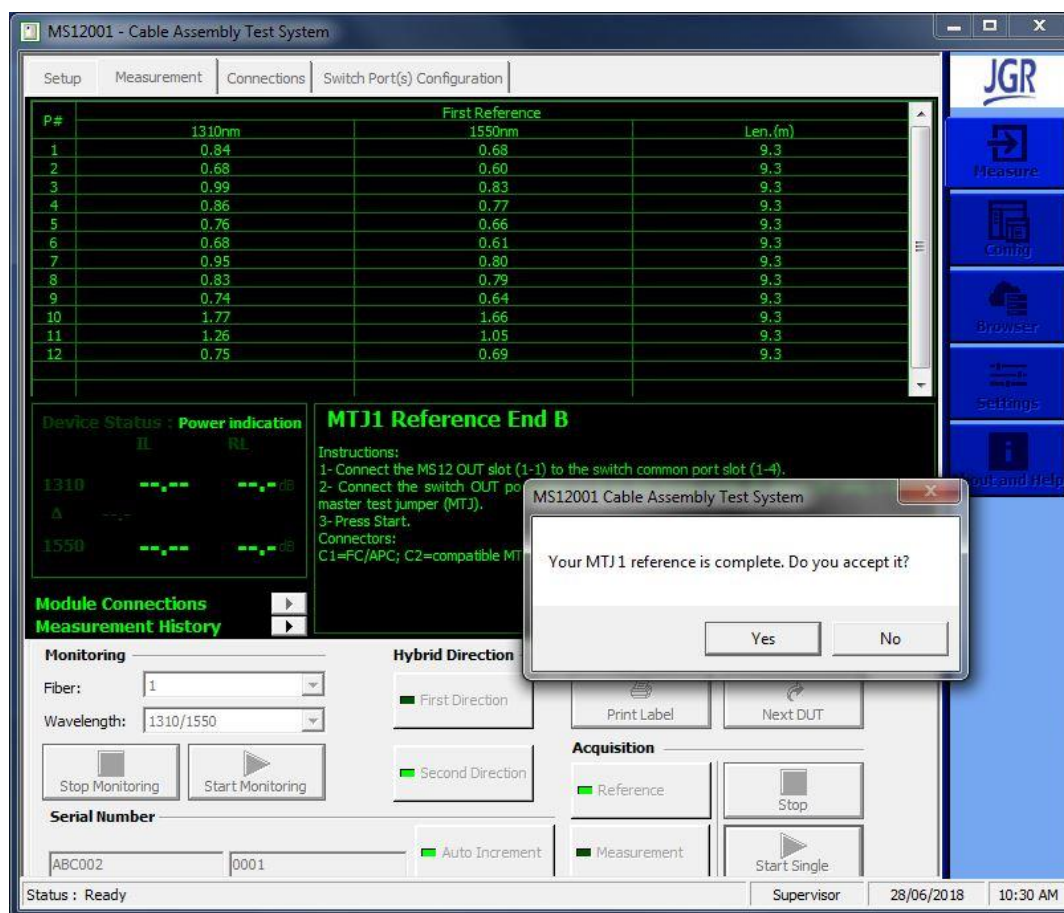 MS12001 - Cable Assembly Test System
JGR
Setup Measurement Connections Switch Port(s) Configuration
First Reference
P# 1310nm 1550nm Len.(m)
1 0.84 0.68 9.3
2 0.68 0.60 9.3
3 0.99 0.83 9.3
4 0.86 0.77 9.3
5 0.76 0.66 9.3
6 0.68 0.61 9.3
7 0.95 0.80 9.3
8 0.83 0.79 9.3
9 0.74 0.64 9.3
10 1.77 1.66 9.3
11 1.26 1.05 9.3
12 0.75 0.69 9.3
Measure
Config
Browser
Settings
out and Help
Device Status : Power indication
IL RL
1310 --.-- --.- dB
Δ --.-
1550 --.-- --.- dB
MTJ1 Reference End B
Instructions:
1- Connect the MS12 OUT slot (1-1) to the switch common port slot (1-4).
2- Connect the switch OUT po
master test jumper (MTJ).
3- Press Start.
Connectors:
C1=FC/APC; C2=compatible MT
MS12001 Cable Assembly Test System
Your MTJ1 reference is complete. Do you accept it?
Yes No
Module Connections
Measurement History
Monitoring
Fiber: 1
Wavelength: 1310/1550
Stop Monitoring Start Monitoring
Hybrid Direction
First Direction
Second Direction
Print Label Next DUT
Acquisition
Reference Stop
Measurement Start Single
Serial Number
ABC002 0001 Auto Increment
Status : Ready Supervisor 28/06/2018 10:30 AM